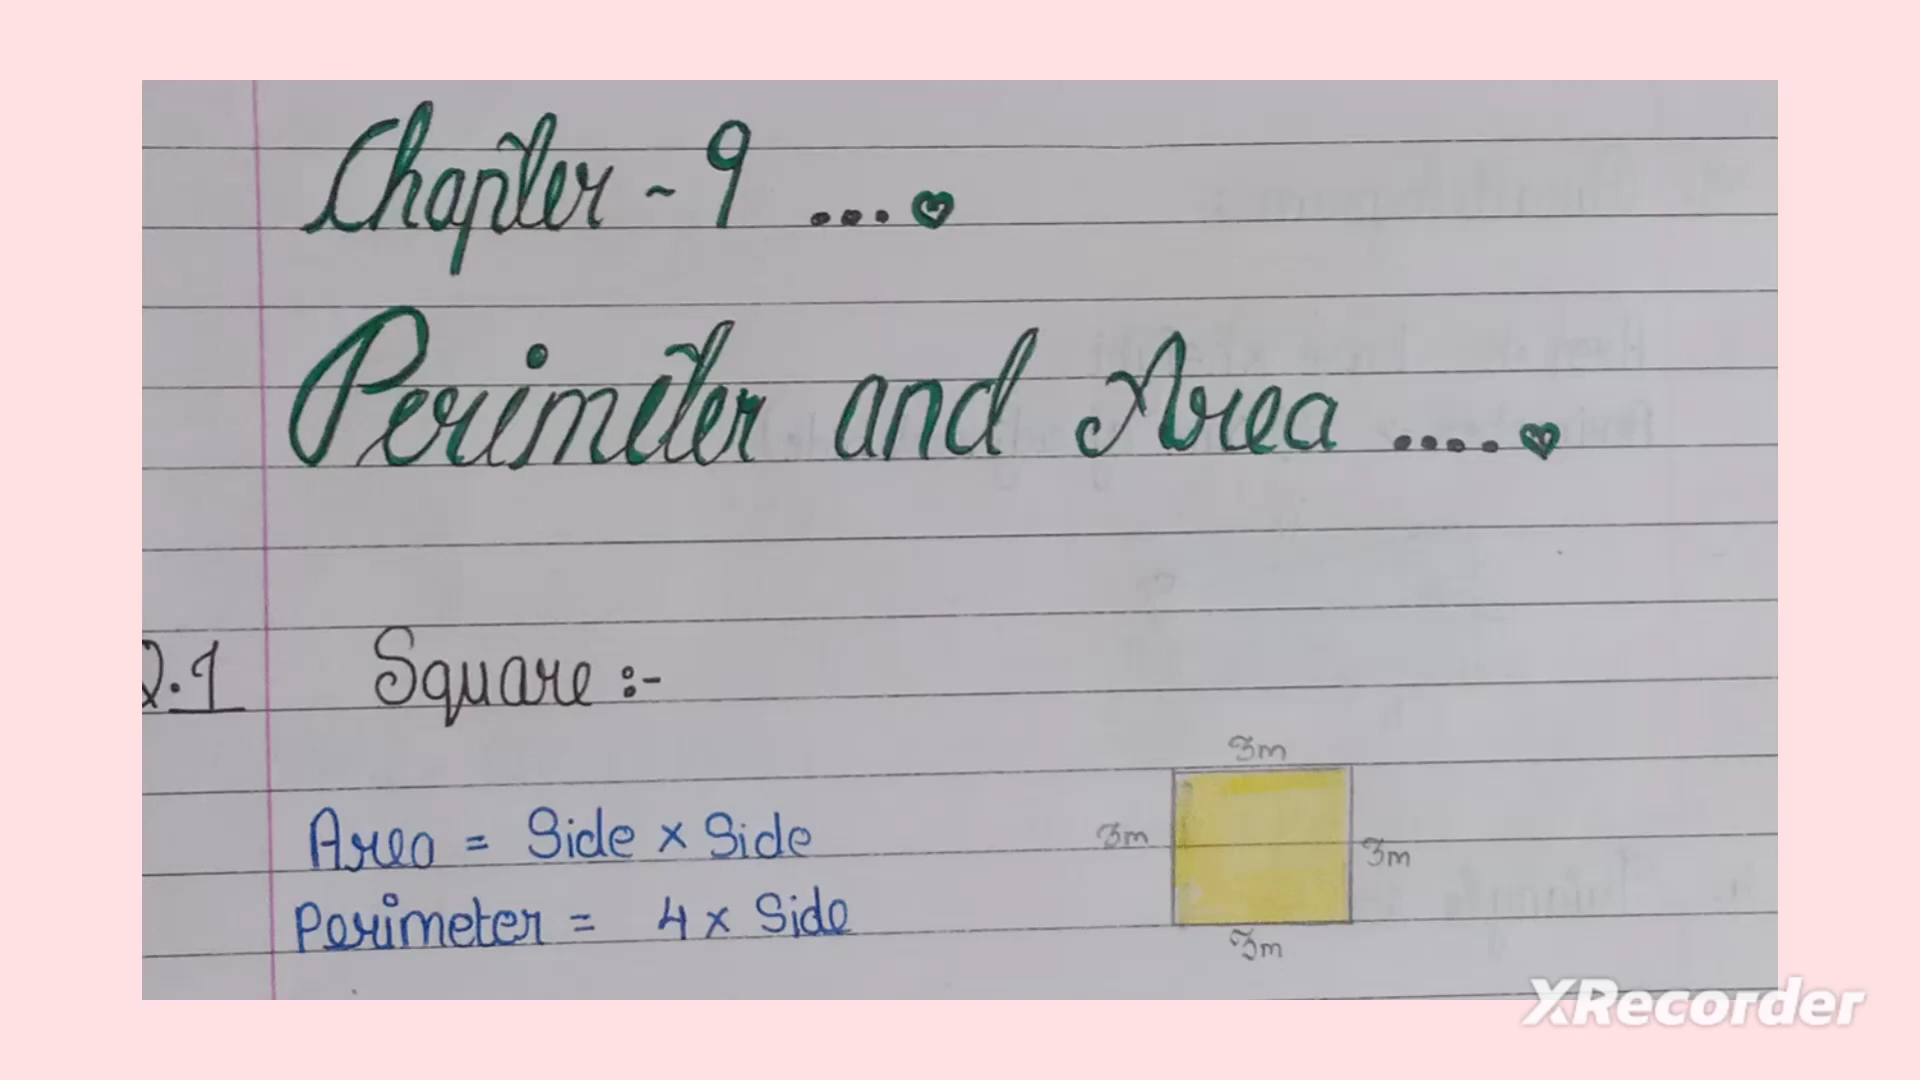 Chapter - 9 ....
Perimeter and Area .....
Q.1 Square :-
Area = Side × Side
Perimeter = 4 × Side
3m
3m
3m
3m
XRecorder